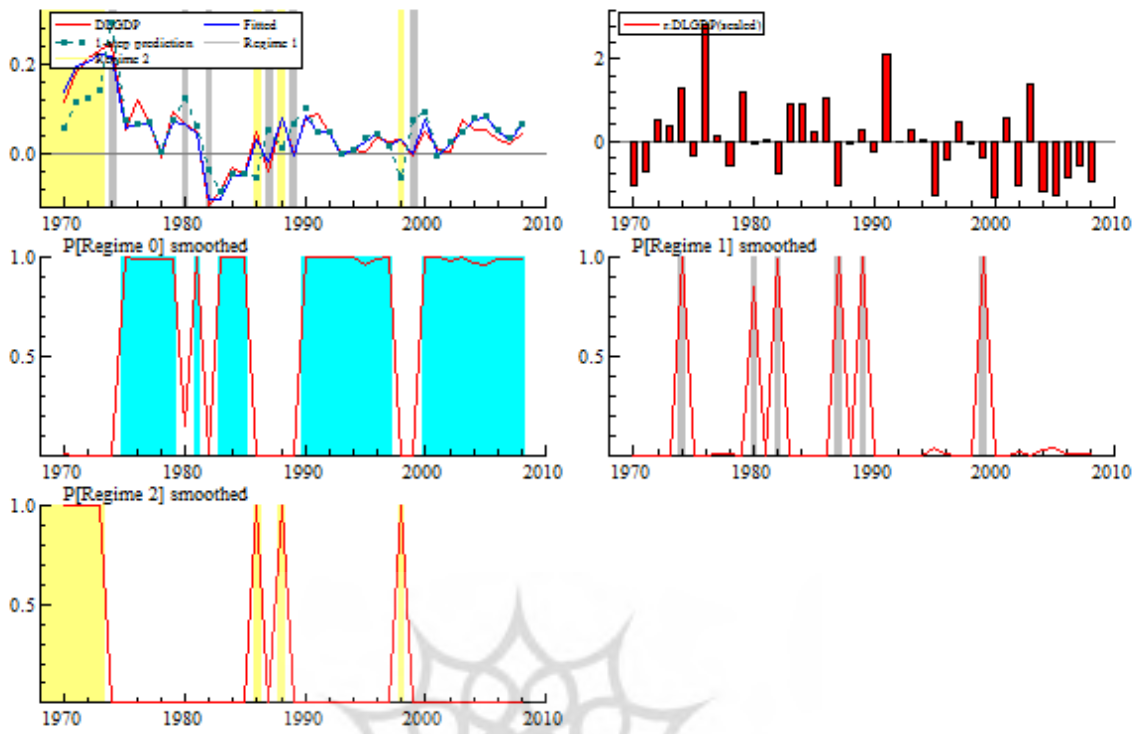 DLGDP Fitted
1-step prediction Regime 1
Regime 2
0.2
0.0
1970 1980 1990 2000 2010
r:DLGDP(scaled)
2
0
1970 1980 1990 2000 2010
P[Regime 0] smoothed
1.0
0.5
1970 1980 1990 2000 2010
P[Regime 1] smoothed
1.0
0.5
1970 1980 1990 2000 2010
P[Regime 2] smoothed
1.0
0.5
1970 1980 1990 2000 2010